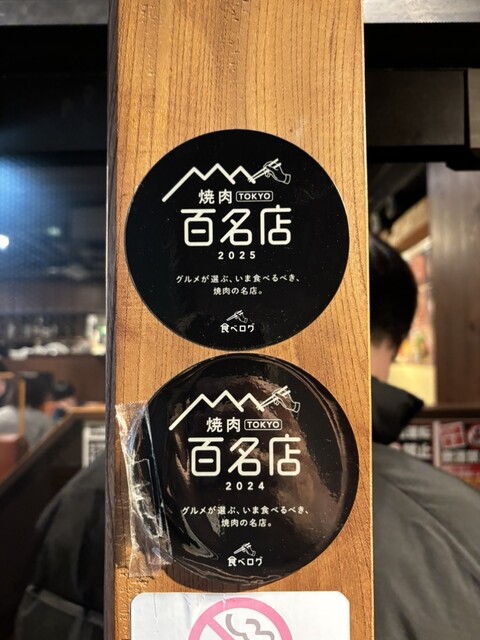 焼肉 TOKYO
百名店
2025
グルメが選ぶ、いま食べるべき、
焼肉の名店。
食べログ
焼肉 TOKYO
百名店
2024
グルメが選ぶ、いま食べるべき、
焼肉の名店。
食べログ